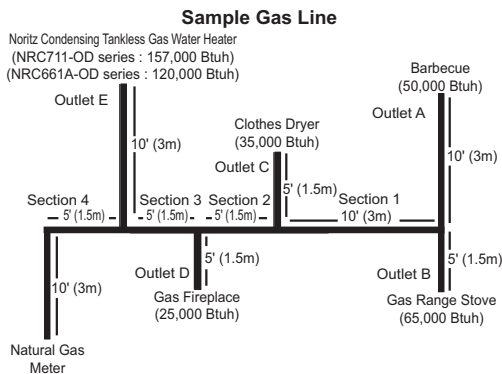 Sample Gas Line
Noritz Condensing Tankless Gas Water Heater
(NRC711-OD series : 157,000 Btuh)
(NRC661A-OD series : 120,000 Btuh)
Outlet E
10' (3m)
Barbecue
(50,000 Btuh)
Outlet A
10' (3m)
Clothes Dryer
(35,000 Btuh)
Outlet C
5' (1.5m)
Section 4
5' (1.5m)
Section 3
5' (1.5m)
Section 2
5' (1.5m)
Section 1
10' (3m)
10' (3m)
Outlet D
5' (1.5m)
Gas Fireplace
(25,000 Btuh)
Outlet B
5' (1.5m)
Gas Range Stove
(65,000 Btuh)
Natural Gas
Meter